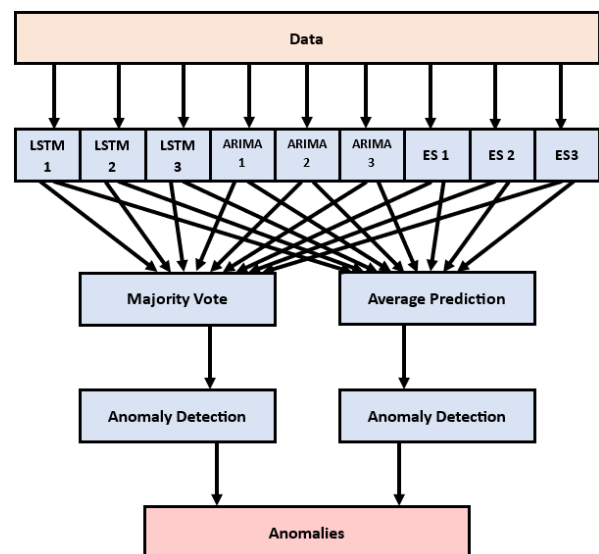 Data
LSTM
1
LSTM
2
LSTM
3
ARIMA
1
ARIMA
2
ARIMA
3
ES 1
ES 2
ES3
Majority Vote
Average Prediction
Anomaly Detection
Anomaly Detection
Anomalies